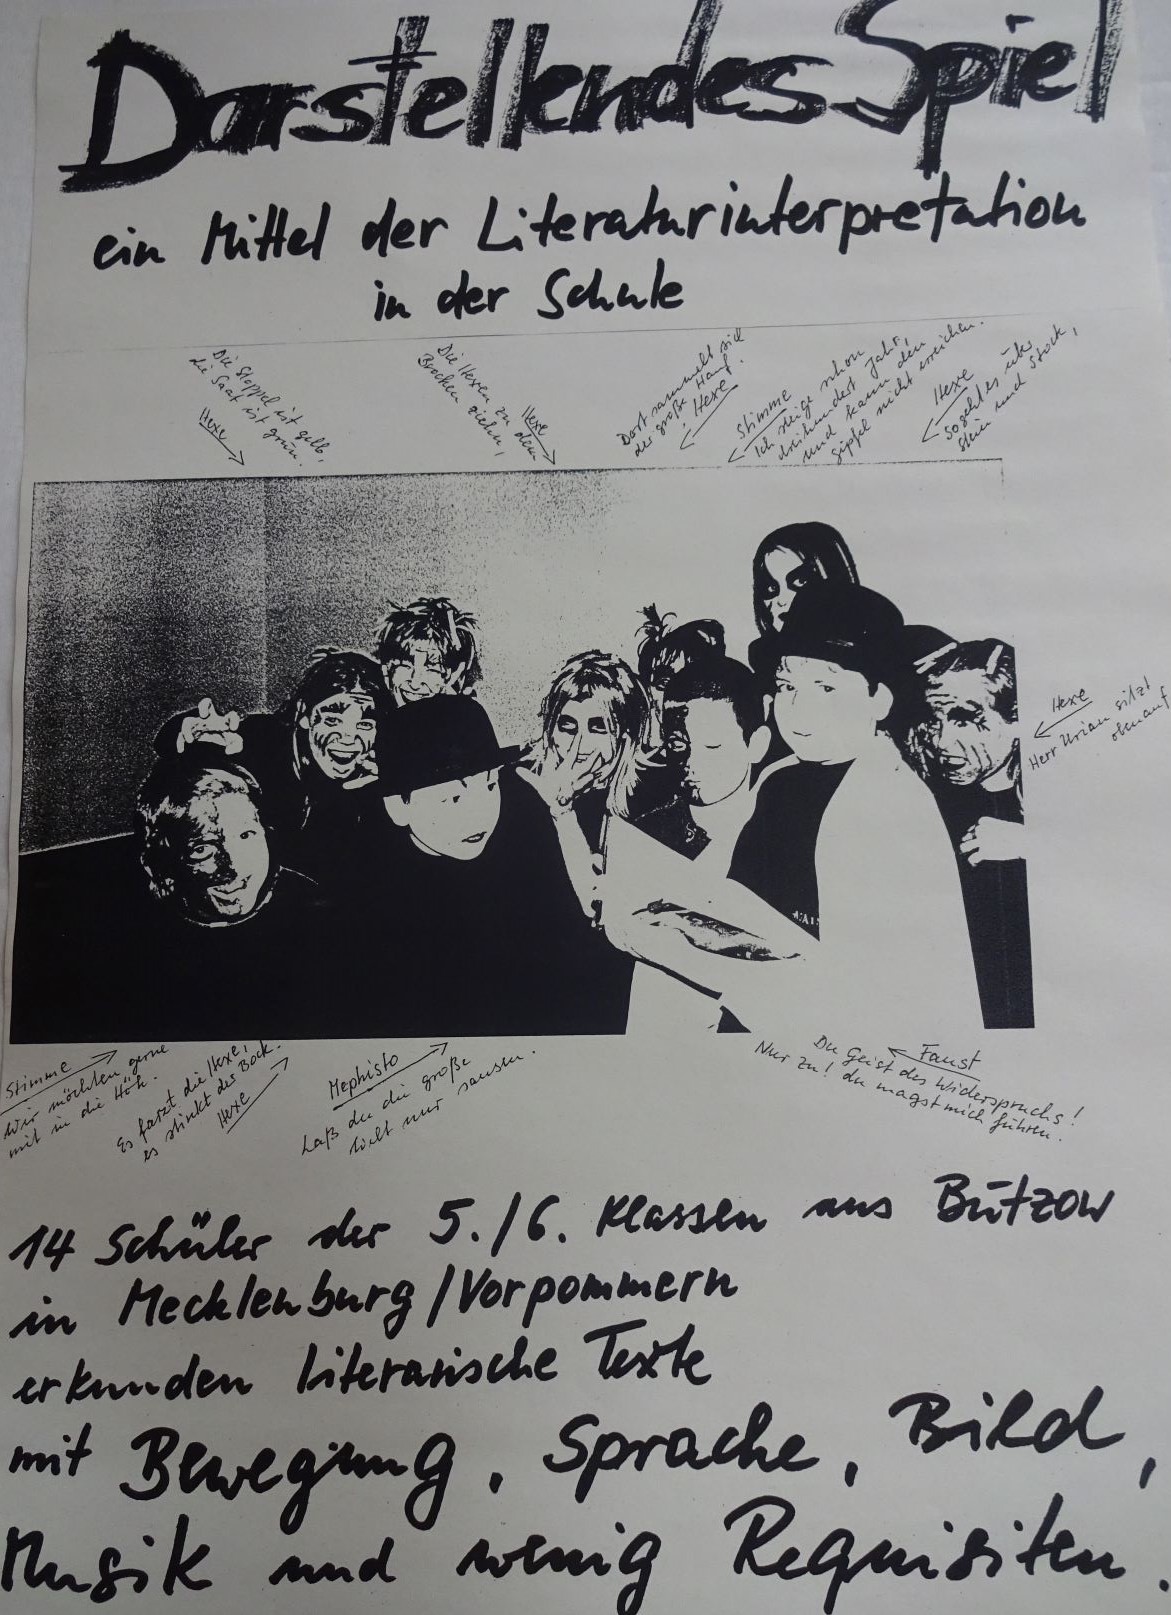 Darstellendes Spiel
ein Mittel der Literaturinterpretation
in der Schule
Die Stoppel ist gelb,
die Saat ist grün.
Hexe
Die Hexen zu dem
Brocken ziehn,
Hexe
Dort sammelt sich
der große Hauf.
Hexe
Stimme
Ich steige schon
dreihundert Jahr,
und kann den
Gipfel nicht erreichen.
Hexe
So geht es über
Stein und Stock,
Hexe
Herr Urian sitzt
obenauf
Stimme
Wir möchten gerne
mit in die Höh.
Es farzt die Hexe,
es stinkt der Bock.
Hexe
Mephisto
Laß du die große
Welt nur sausen.
Faust
Du Geist des Widerspruchs!
Nur zu! du magst mich führen.
14 Schüler der 5./6. Klassen aus Bützow
in Mecklenburg/Vorpommern
erkunden literarische Texte
mit Bewegung, Sprache, Bild,
Musik und wenig Requisiten.